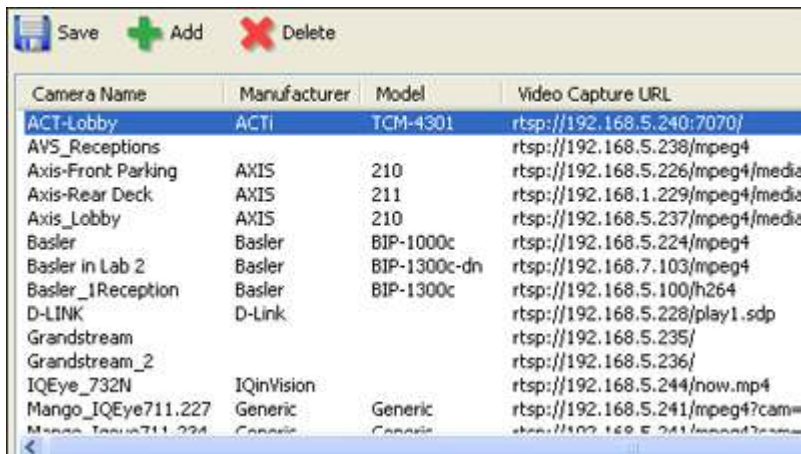 Save Add Delete
Camera Name Manufacturer Model Video Capture URL
ACT-Lobby ACTi TCM-4301 rtsp://192.168.5.240:7070/
AVS_Receptions rtsp://192.168.5.238/mpeg4
Axis-Front Parking AXIS 210 rtsp://192.168.5.226/mpeg4/media
Axis-Rear Deck AXIS 211 rtsp://192.168.1.229/mpeg4/media
Axis_Lobby AXIS 210 rtsp://192.168.5.237/mpeg4/media
Basler Basler BIP-1000c rtsp://192.168.5.224/mpeg4
Basler in Lab 2 Basler BIP-1300c-dn rtsp://192.168.7.103/mpeg4
Basler_1Reception Basler BIP-1300c rtsp://192.168.5.100/h264
D-LINK D-Link rtsp://192.168.5.228/play1.sdp
Grandstream rtsp://192.168.5.235/
Grandstream_2 rtsp://192.168.5.236/
IQEye_732N IQinVision rtsp://192.168.5.244/now.mp4
Mango_IQEye711.227 Generic Generic rtsp://192.168.5.241/mpeg4?cam=